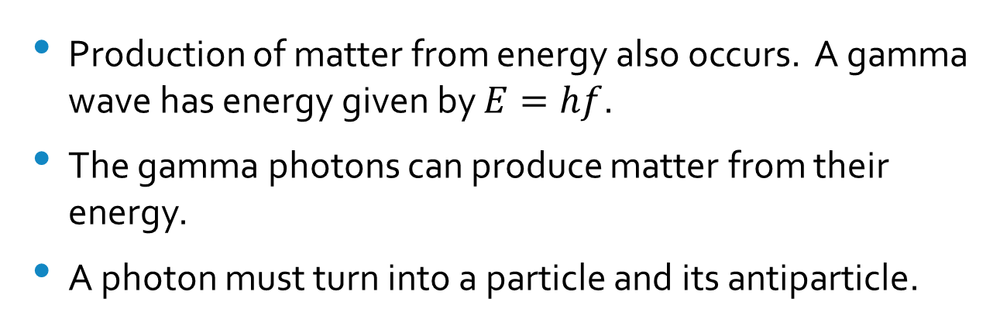 • Production of matter from energy also occurs.  A gamma
wave has energy given by E = hf.
• The gamma photons can produce matter from their
energy.
• A photon must turn into a particle and its antiparticle.